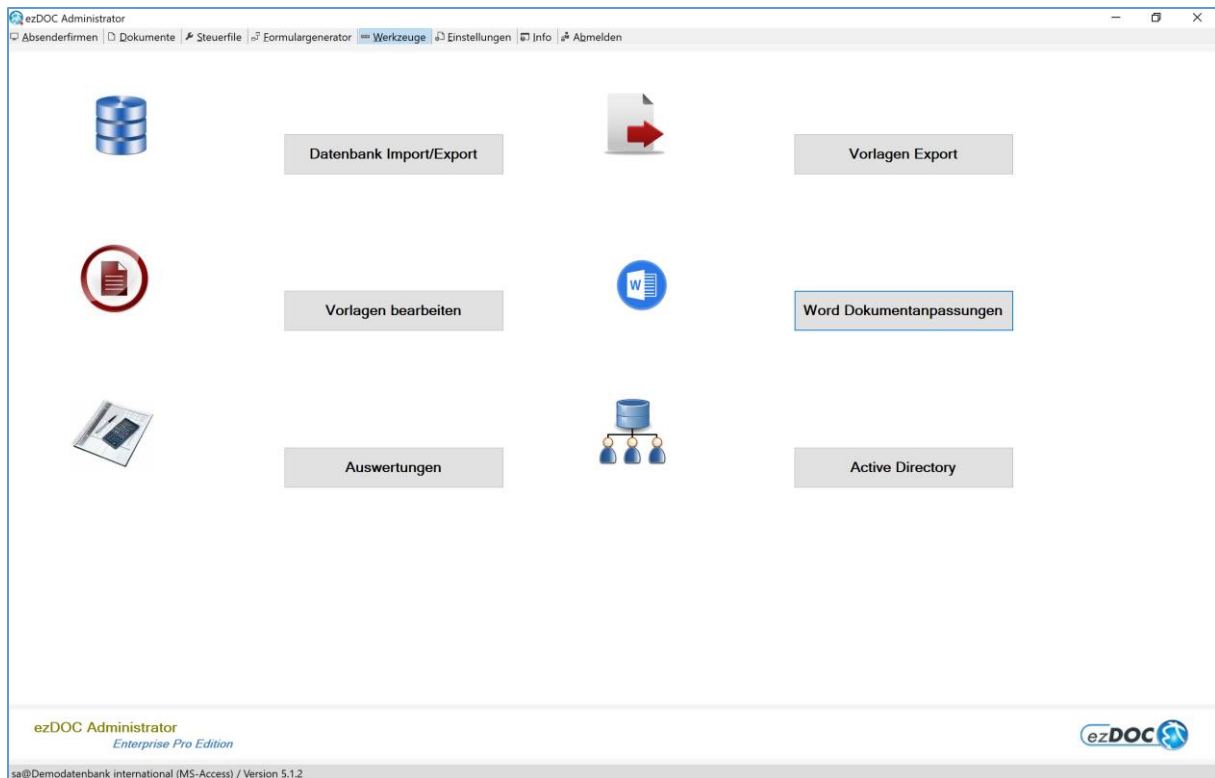 ezDOC Administrator
Absenderfirmen Dokumente Steuerfile Formulargenerator Werkzeuge Einstellungen Info Abmelden
Datenbank Import/Export Vorlagen Export
W
Vorlagen bearbeiten Word Dokumentanpassungen
Auswertungen Active Directory
ezDOC Administrator
Enterprise Pro Edition
ezDOC
sa@Demodatenbank international (MS-Access) / Version 5.1.2